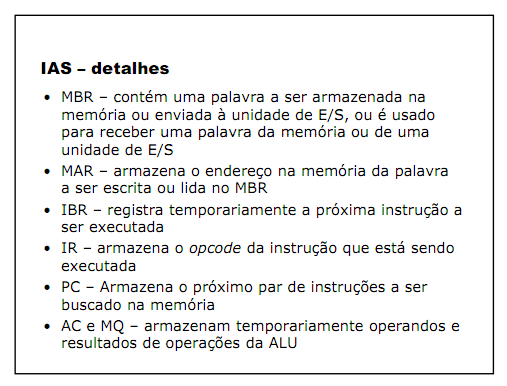 IAS – detalhes
• MBR – contém uma palavra a ser armazenada na
memória ou enviada à unidade de E/S, ou é usado
para receber uma palavra da memória ou de uma
unidade de E/S
• MAR – armazena o endereço na memória da palavra
a ser escrita ou lida no MBR
• IBR – registra temporariamente a próxima instrução a
ser executada
• IR – armazena o opcode da instrução que está sendo
executada
• PC – Armazena o próximo par de instruções a ser
buscado na memória
• AC e MQ – armazenam temporariamente operandos e
resultados de operações da ALU